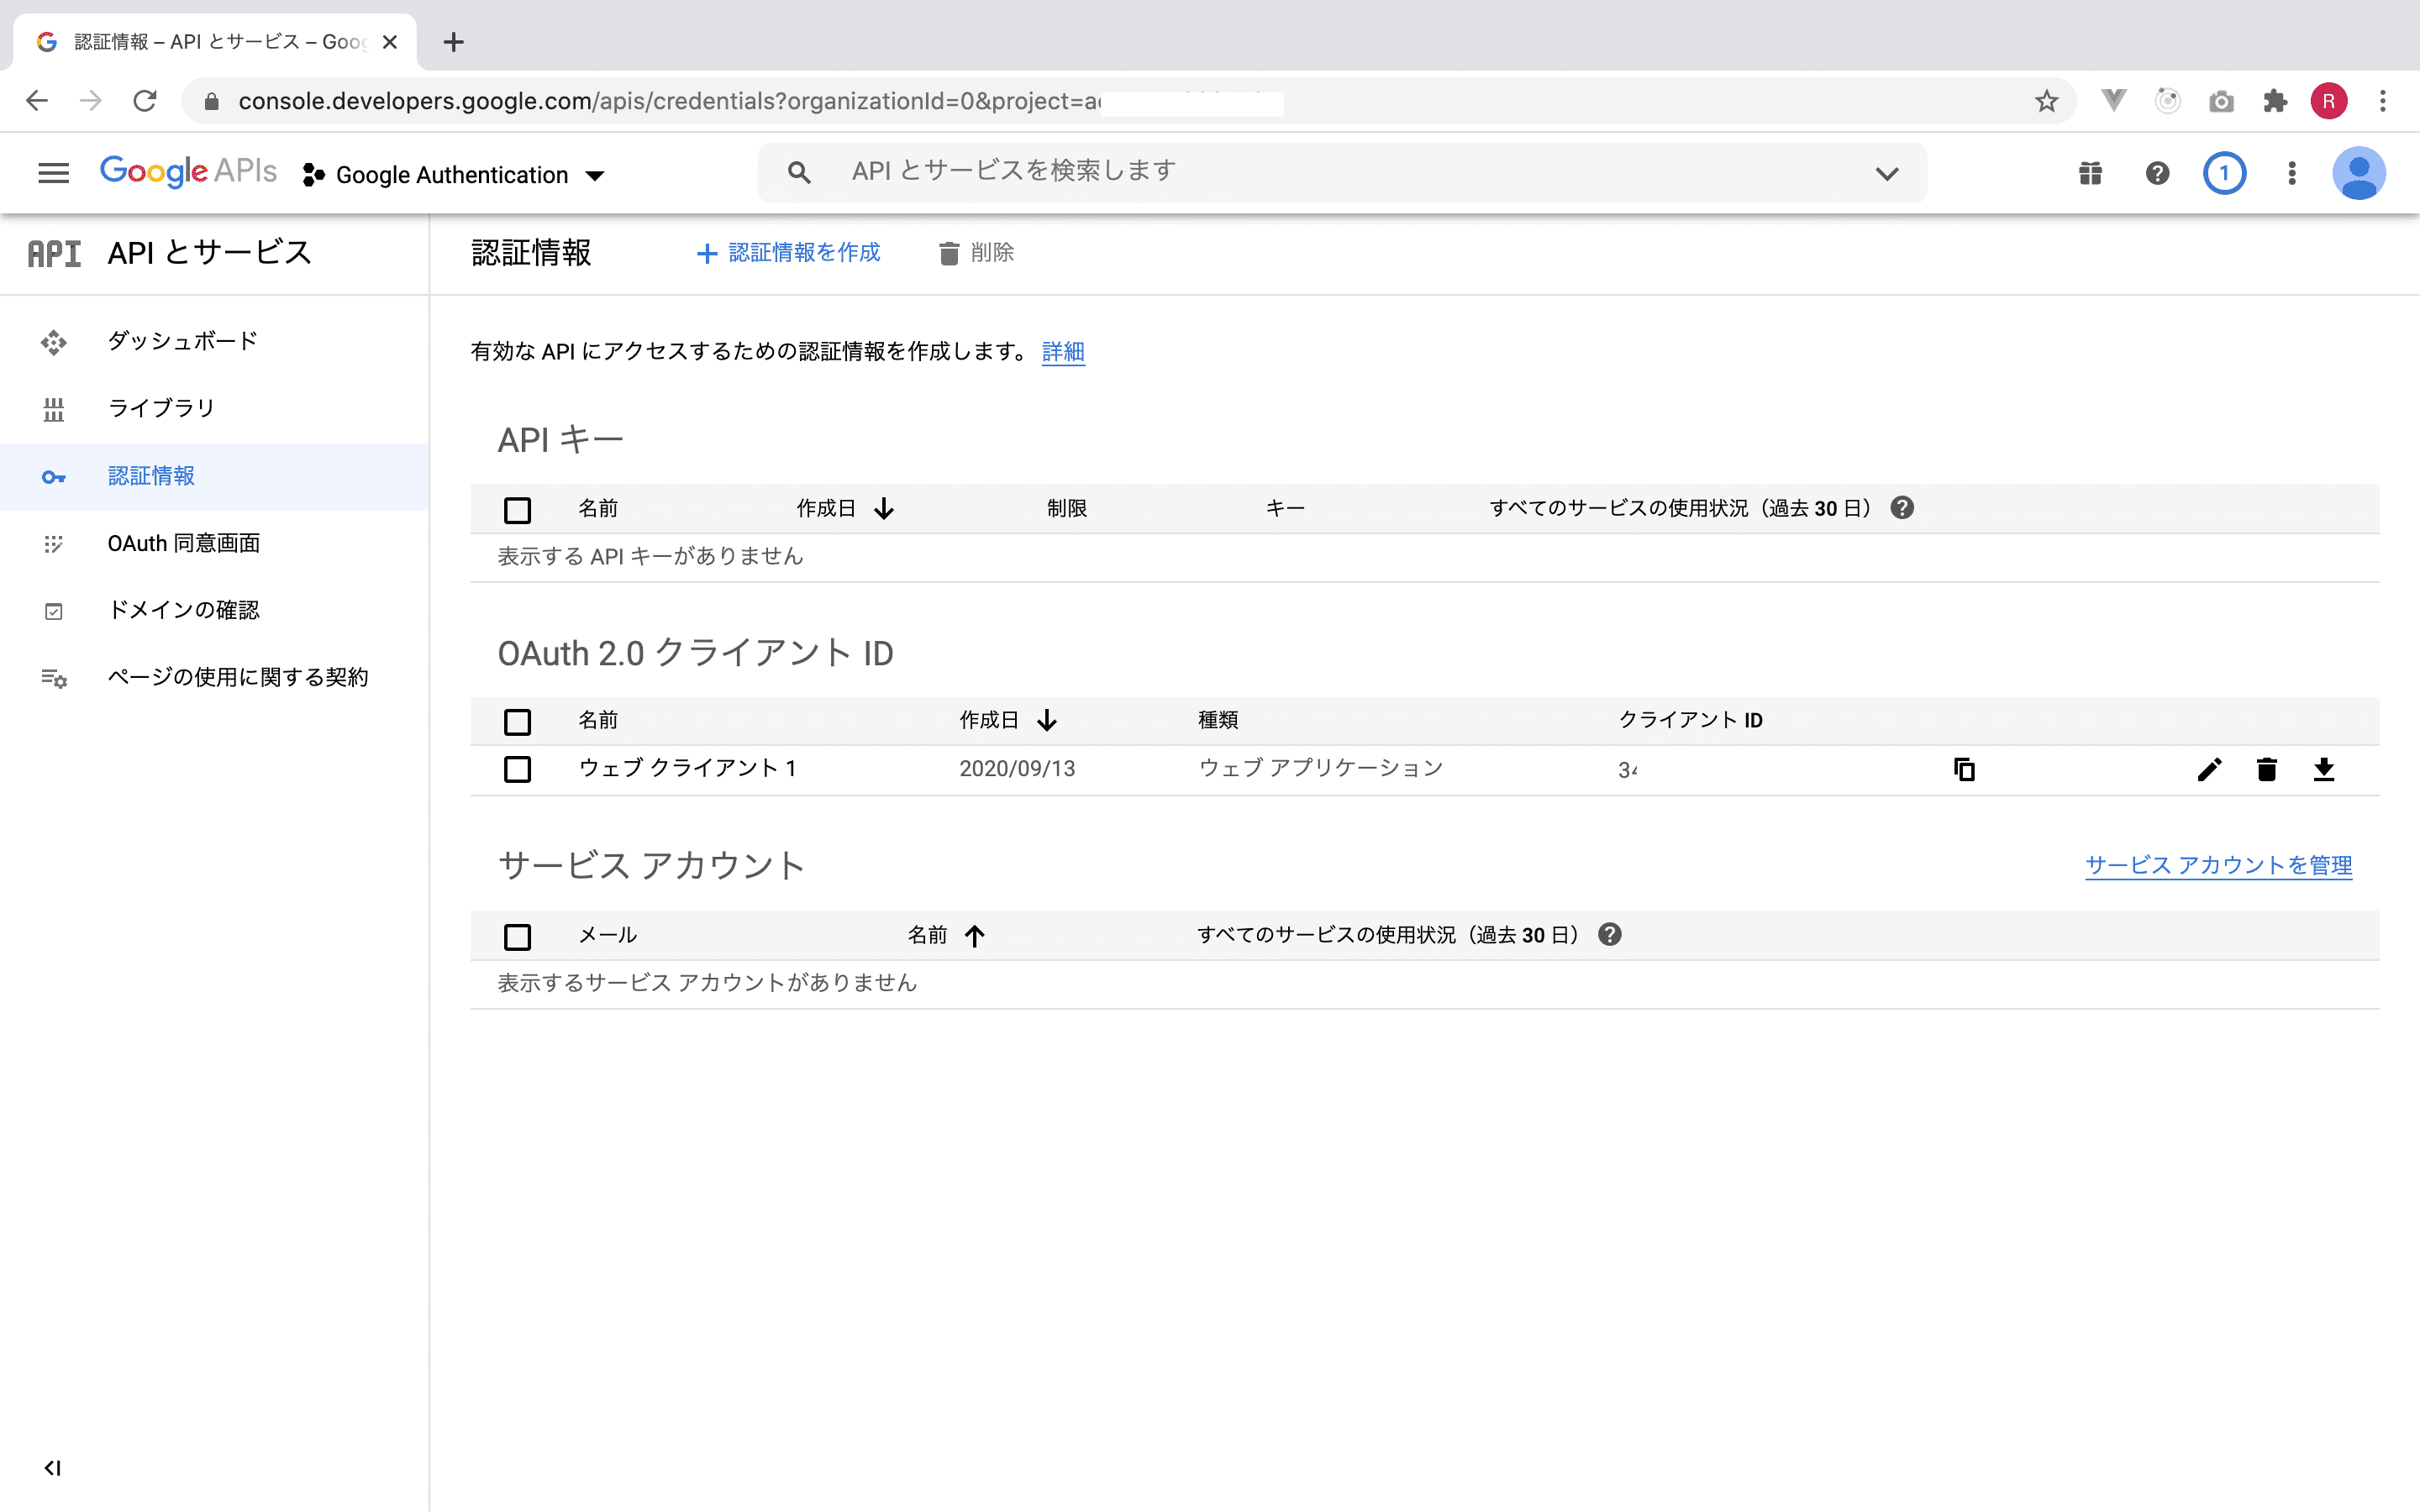 認証情報 – API とサービス – Goog
console.developers.google.com/apis/credentials?organizationId=0&project=a
Google APIs
Google Authentication
API とサービスを検索します
1
R
API API とサービス
認証情報
認証情報を作成
削除
ダッシュボード
ライブラリ
認証情報
OAuth 同意画面
ドメインの確認
ページの使用に関する契約
有効な API にアクセスするための認証情報を作成します。 詳細
API キー
名前 作成日 制限 キー すべてのサービスの使用状況（過去 30 日）
表示する API キーがありません
OAuth 2.0 クライアント ID
名前 作成日 種類 クライアント ID
ウェブ クライアント 1 2020/09/13 ウェブ アプリケーション 3
サービス アカウント
サービス アカウントを管理
メール 名前 すべてのサービスの使用状況（過去 30 日）
表示するサービス アカウントがありません